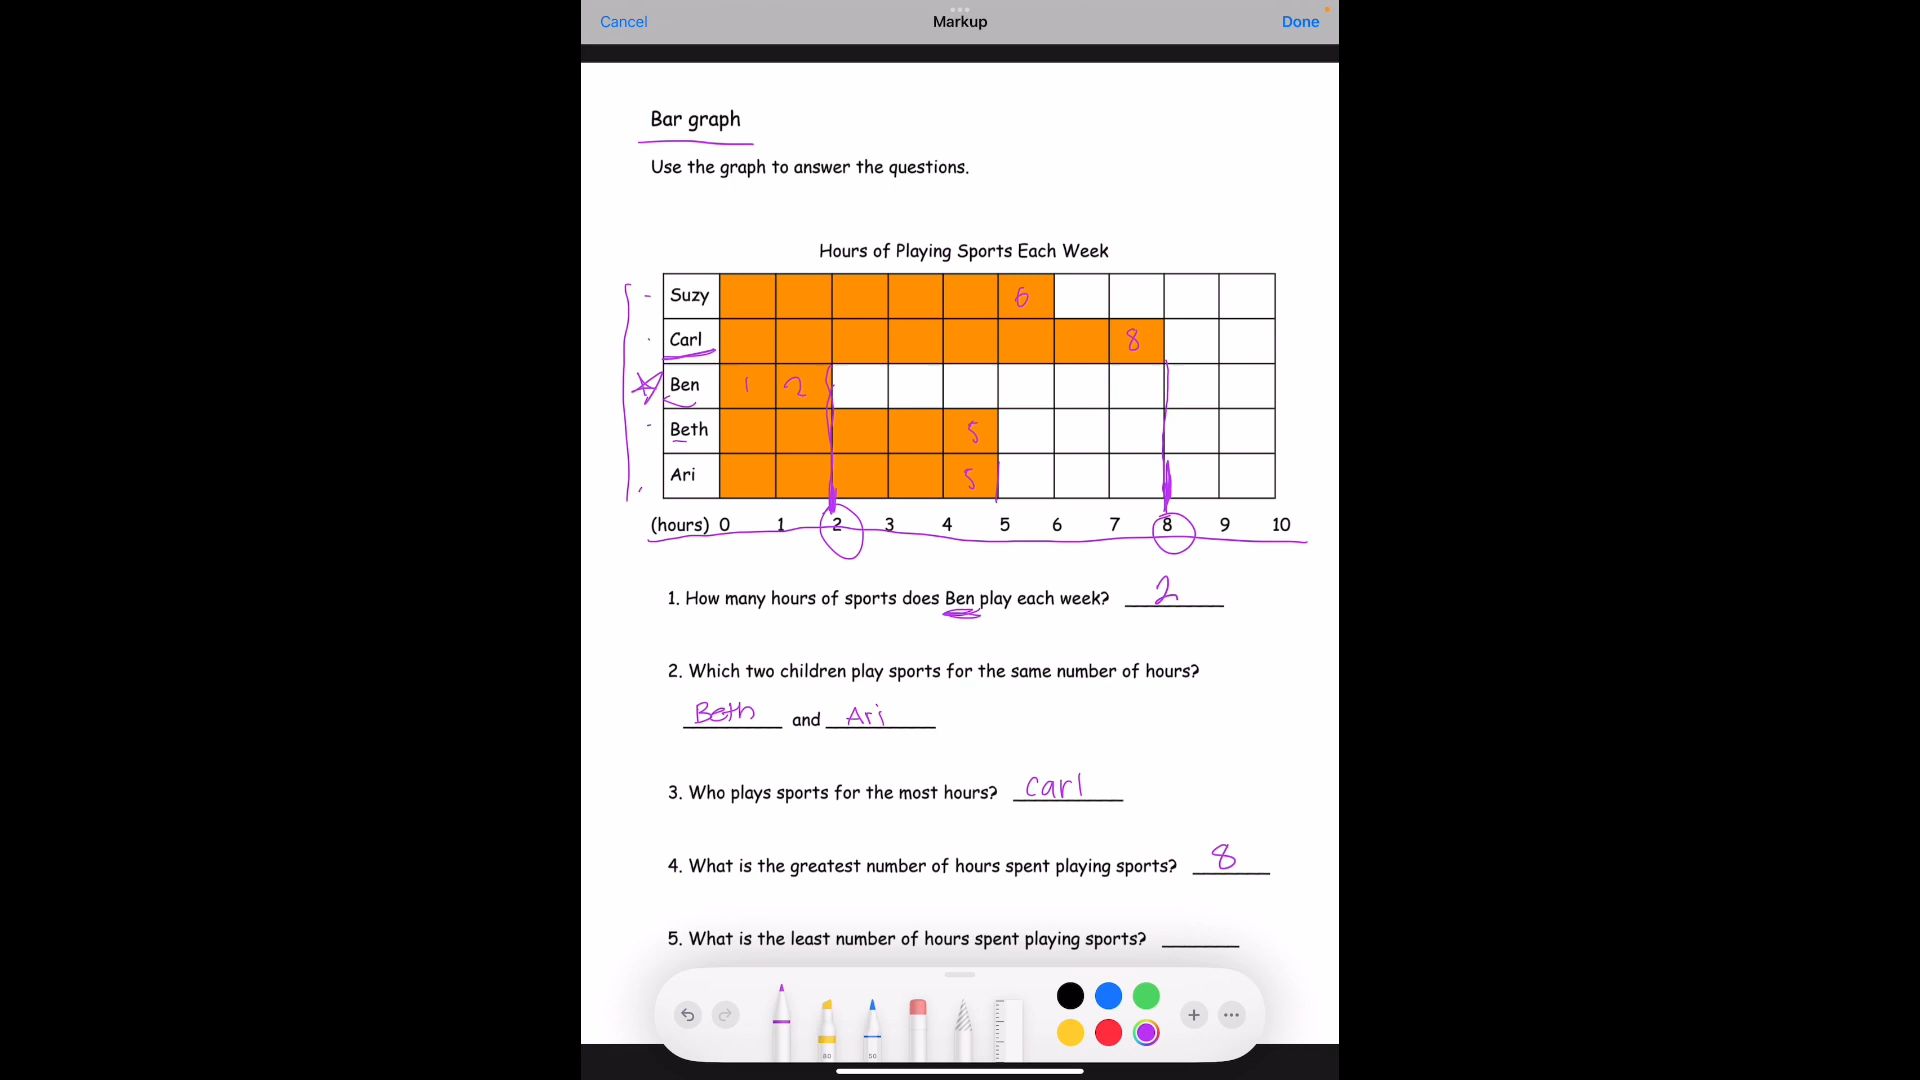 Cancel Markup Done
Bar graph
Use the graph to answer the questions.
Hours of Playing Sports Each Week
Suzy 6
Carl 8
Ben 1 2
Beth 5
Ari 5
(hours) 0 1 2 3 4 5 6 7 8 9 10
1. How many hours of sports does Ben play each week? 2
2. Which two children play sports for the same number of hours?
Beth and Ari
3. Who plays sports for the most hours? Carl
4. What is the greatest number of hours spent playing sports? 8
5. What is the least number of hours spent playing sports?
80 50